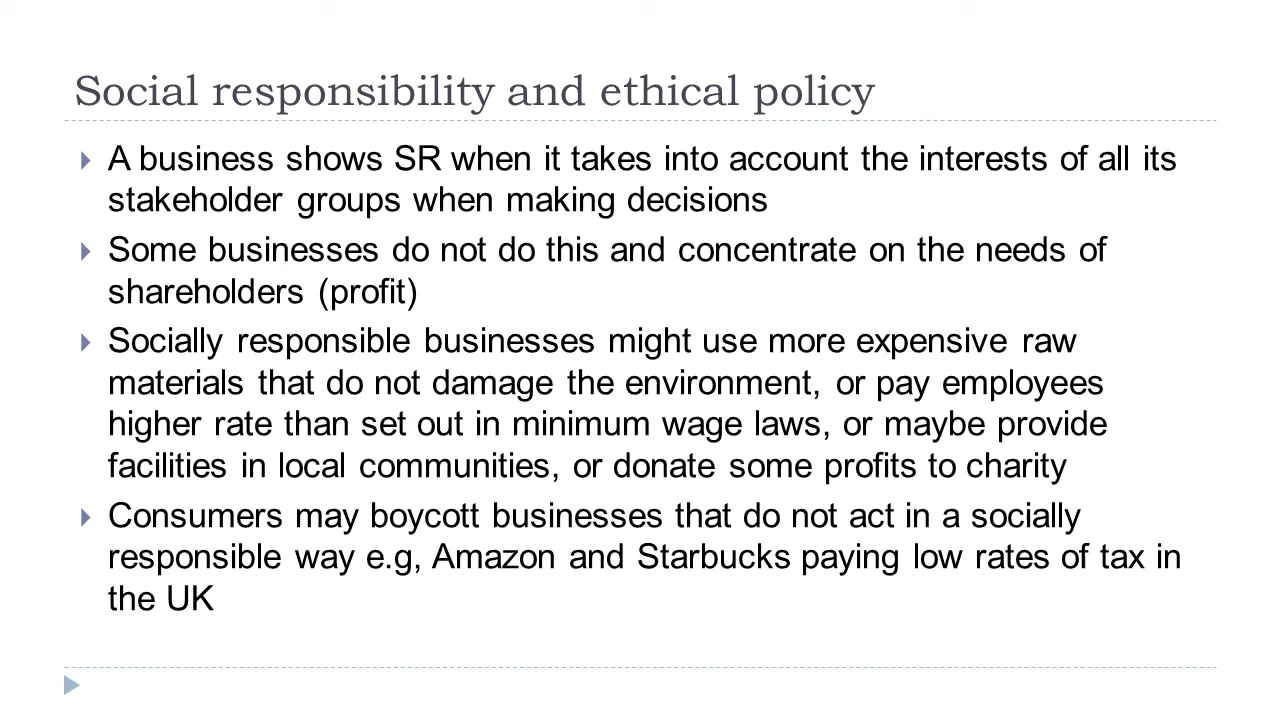 Social responsibility and ethical policy
A business shows SR when it takes into account the interests of all its
stakeholder groups when making decisions
Some businesses do not do this and concentrate on the needs of
shareholders (profit)
Socially responsible businesses might use more expensive raw
materials that do not damage the environment, or pay employees
higher rate than set out in minimum wage laws, or maybe provide
facilities in local communities, or donate some profits to charity
Consumers may boycott businesses that do not act in a socially
responsible way e.g, Amazon and Starbucks paying low rates of tax in
the UK